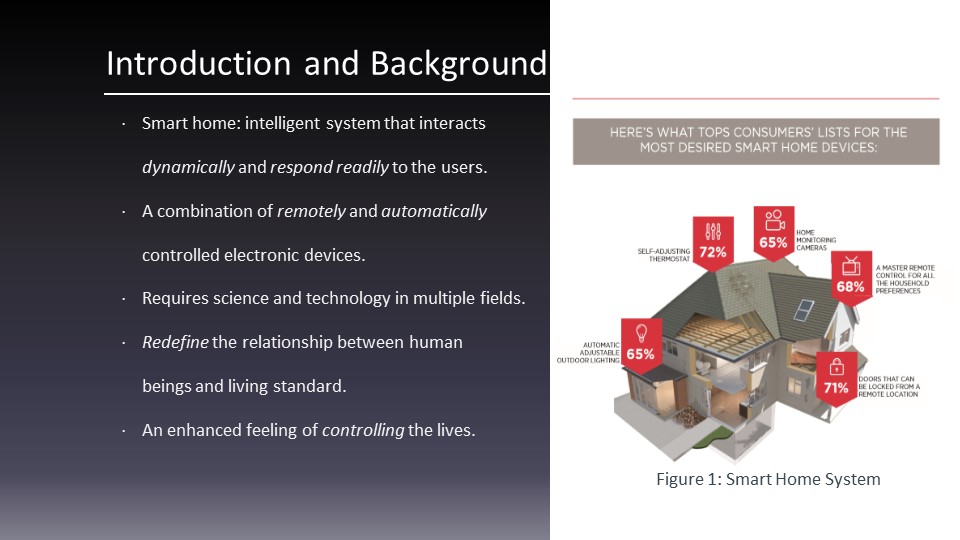 Introduction and Background
· Smart home: intelligent system that interacts
dynamically and respond readily to the users.
· A combination of remotely and automatically
controlled electronic devices.
· Requires science and technology in multiple fields.
· Redefine the relationship between human
beings and living standard.
· An enhanced feeling of controlling the lives.
HERE'S WHAT TOPS CONSUMERS' LISTS FOR THE
MOST DESIRED SMART HOME DEVICES:
SELF-ADJUSTING
THERMOSTAT
72%
65%
HOME
MONITORING
CAMERAS
68%
A MASTER REMOTE
CONTROL FOR ALL
THE HOUSEHOLD
PREFERENCES
AUTOMATIC
ADJUSTABLE
OUTDOOR LIGHTING
65%
71%
DOORS THAT CAN
BE LOCKED FROM A
REMOTE LOCATION
Figure 1: Smart Home System